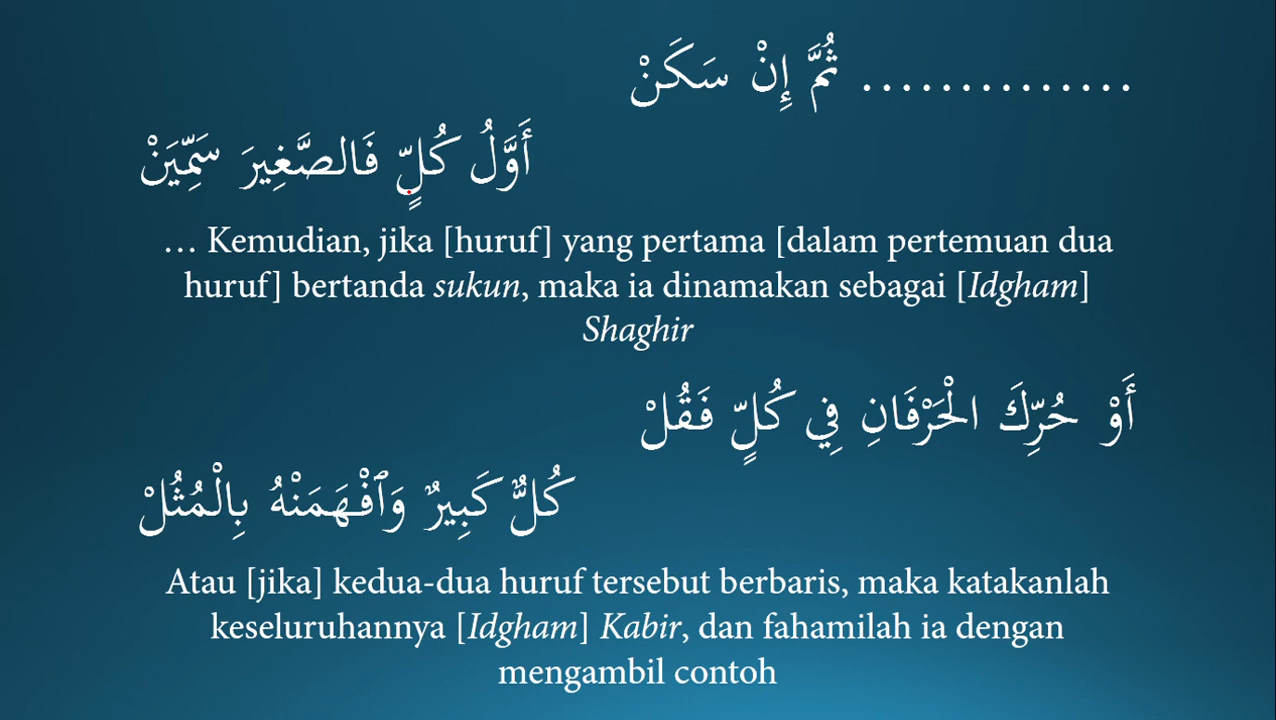 .............. ثُمَّ إِنْ سَكَنْ
أَوَّلُ كُلٍّ فَالصَّغِيرَ سَمِّيَنْ
… Kemudian, jika [huruf] yang pertama [dalam pertemuan dua
huruf] bertanda sukun, maka ia dinamakan sebagai [Idgham]
Shaghir
أَوْ حُرِّكَ الْحَرْفَانِ فِي كُلٍّ فَقُلْ
كُلٌّ كَبِيرٌ وَٱفْهَمَنْهُ بِالْمُثُلْ
Atau [jika] kedua-dua huruf tersebut berbaris, maka katakanlah
keseluruhannya [Idgham] Kabir, dan fahamilah ia dengan
mengambil contoh